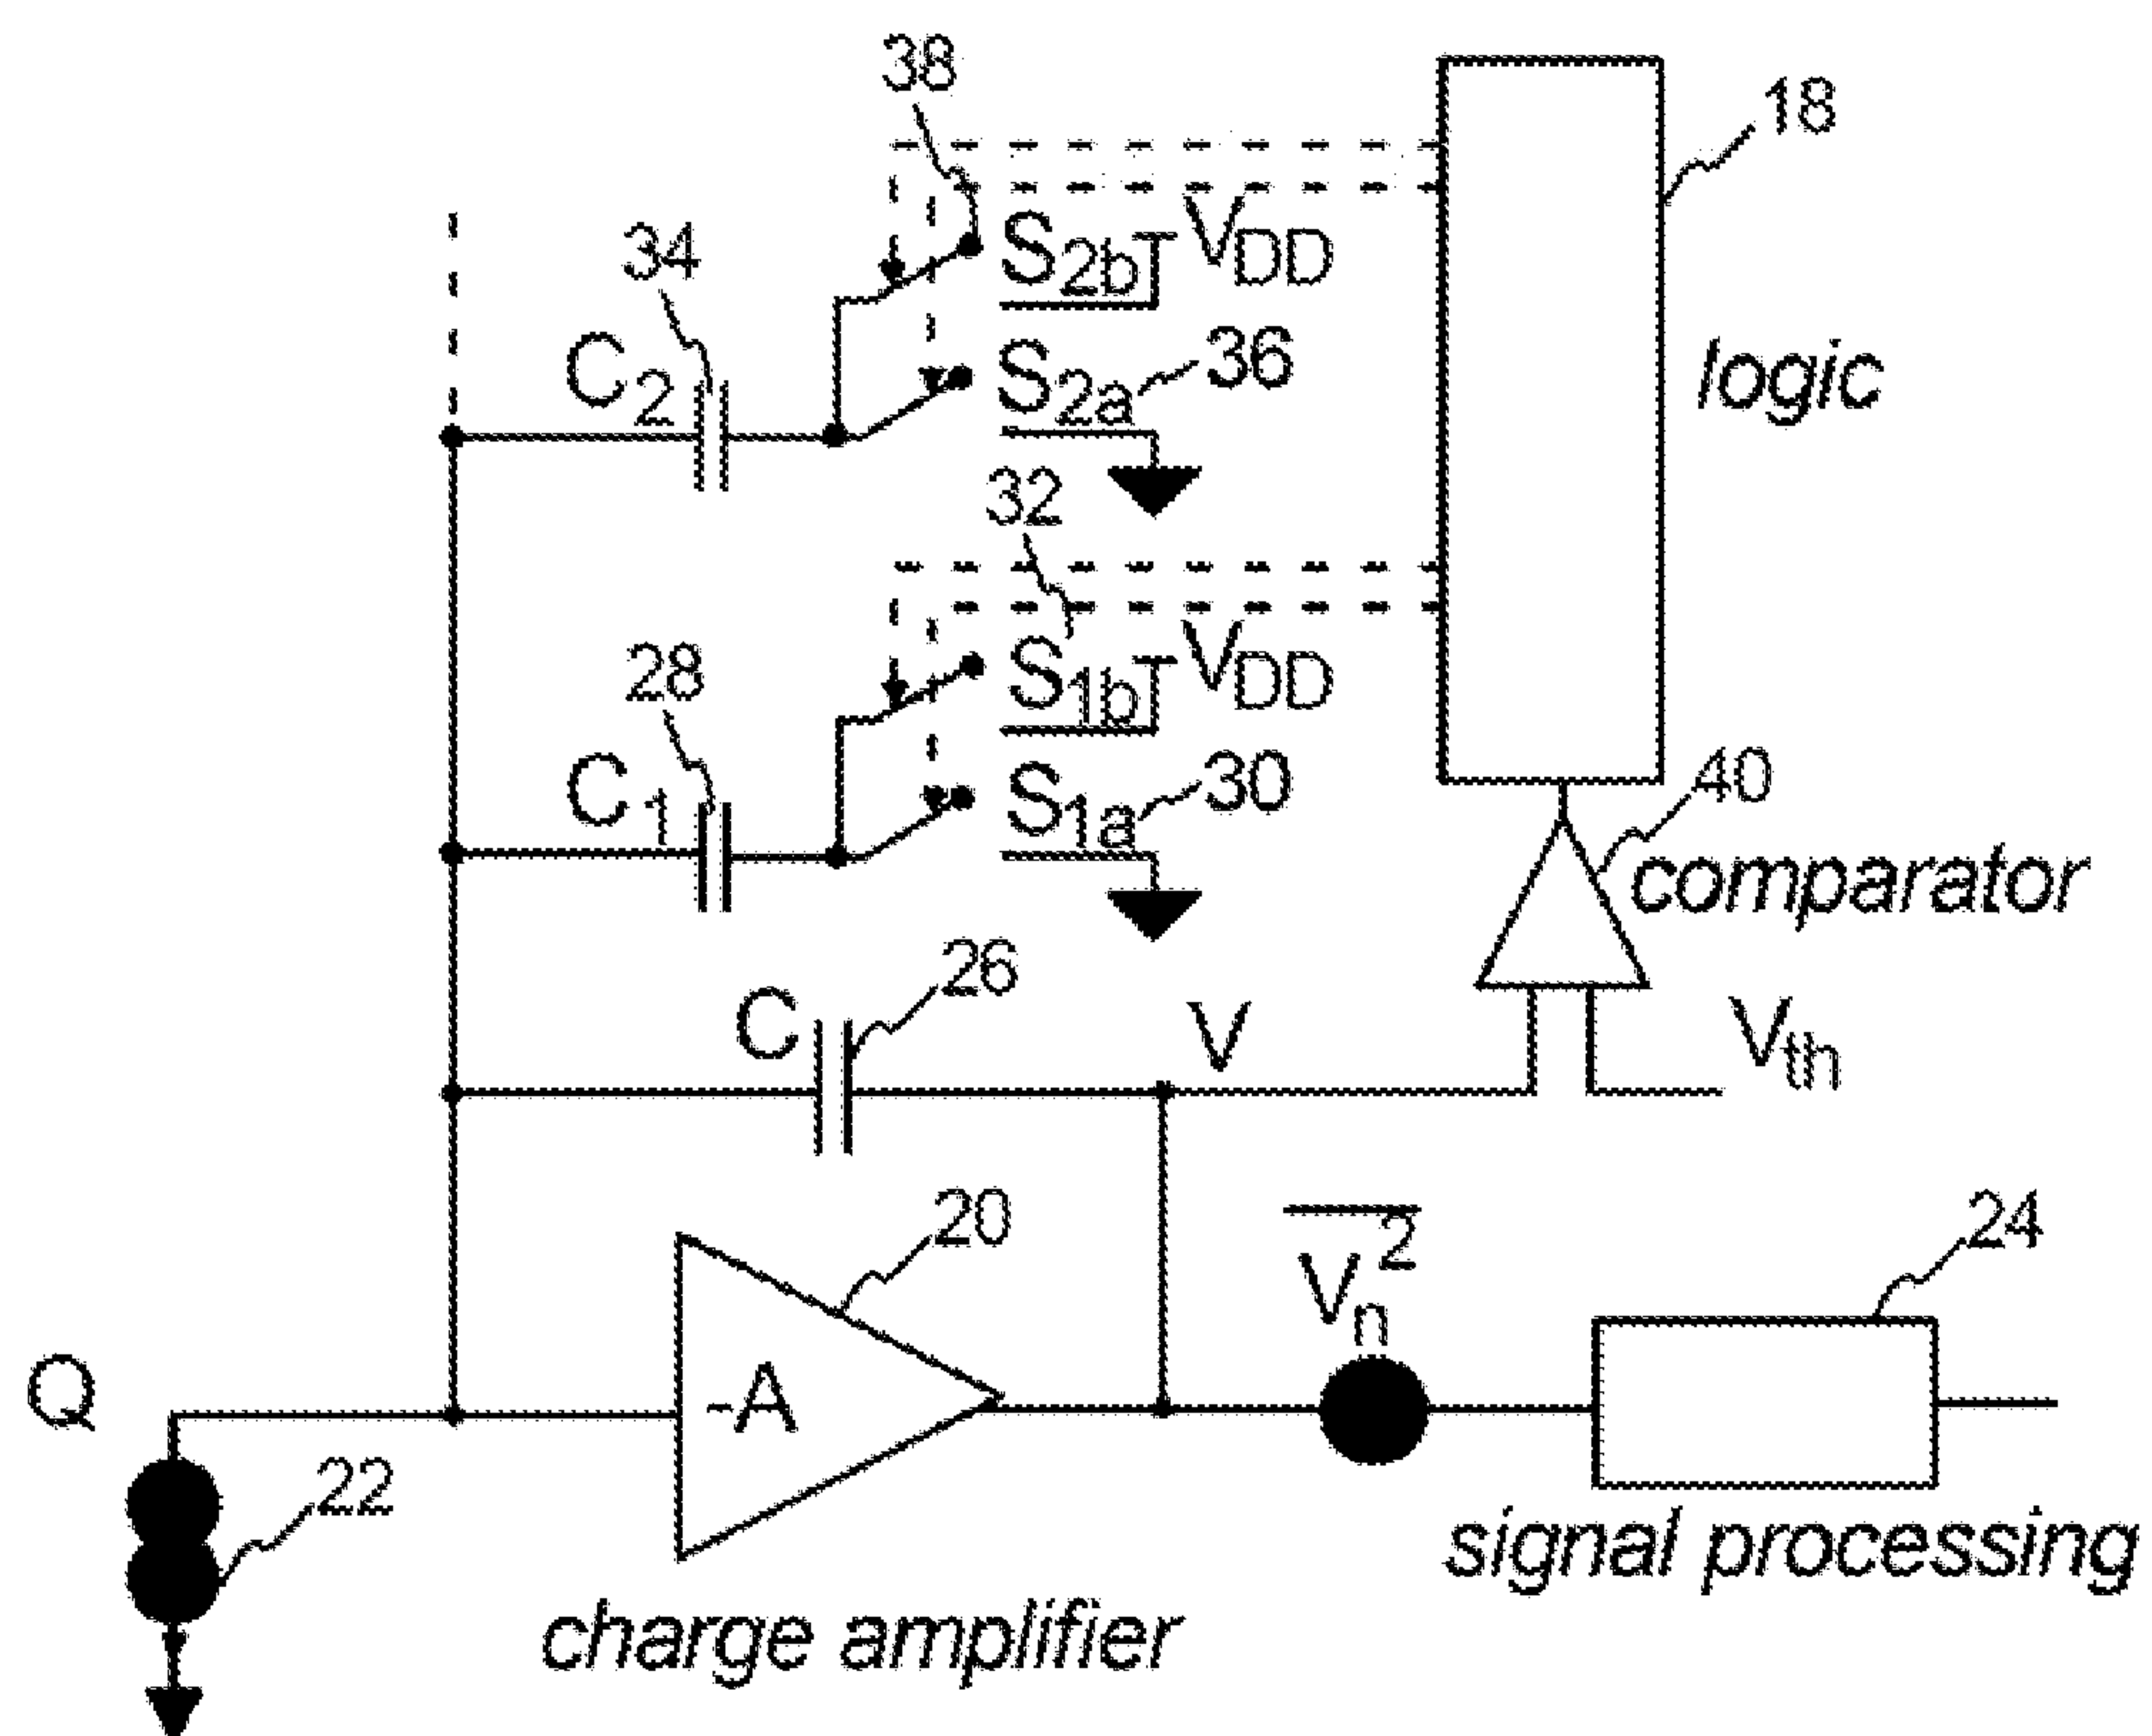 38
18
S2b VDD
34
C2
S2a 36
logic
32
S1b VDD
28
C1
S1a 30
40
comparator
26
C
V
Vth
20
Vn²
24
Q
-A
22
signal processing
charge amplifier